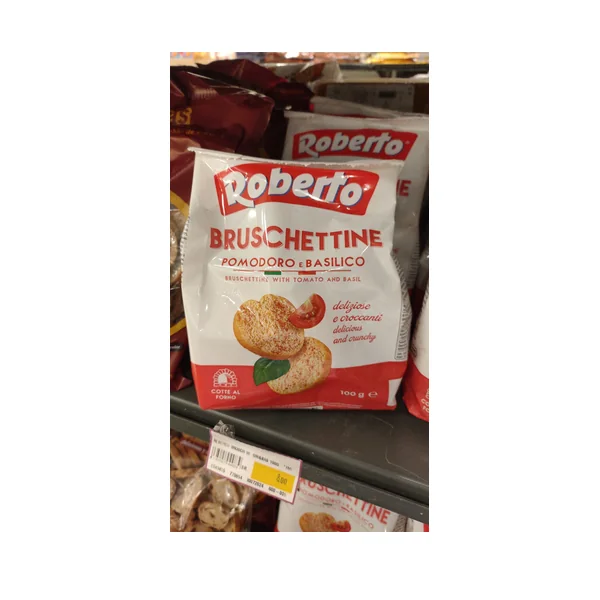 Roberto
Roberto
BRUSCHETTINE
POMODORO E BASILICO
BRUSCHETTINE WITH TOMATO AND BASIL
deliziose
e croccanti
delicious
and crunchy
COTTE AL
FORNO
100 g e
BRUSCHETTINE